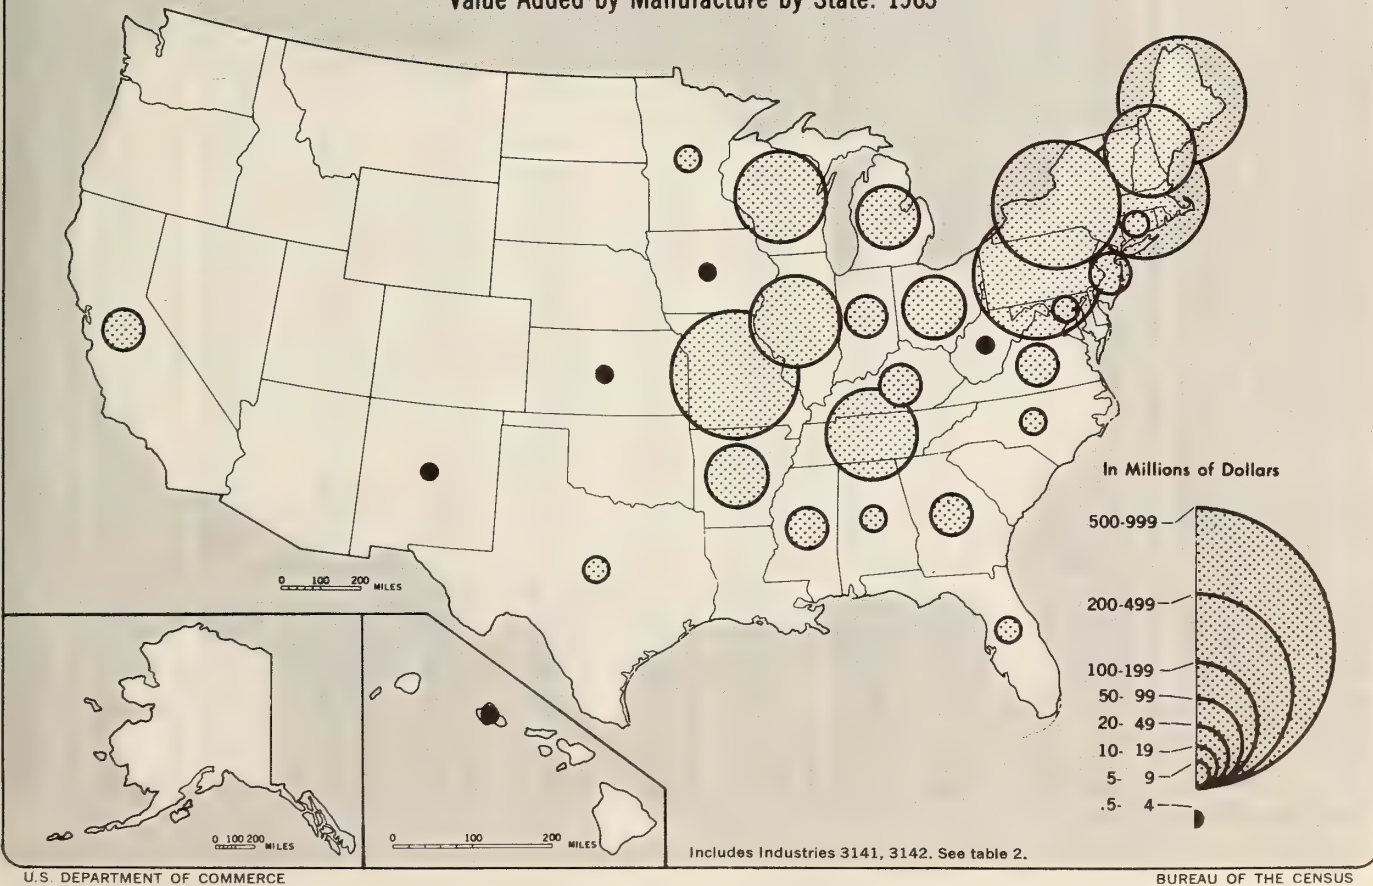 Value Added by Manufacture by State: 1963
In Millions of Dollars
500-999
200-499
100-199
50- 99
20- 49
10- 19
5- 9
.5- 4
0 100 200 MILES
0 100 200 MILES
0 100 200 MILES
Includes Industries 3141, 3142. See table 2.
U.S. DEPARTMENT OF COMMERCE
BUREAU OF THE CENSUS